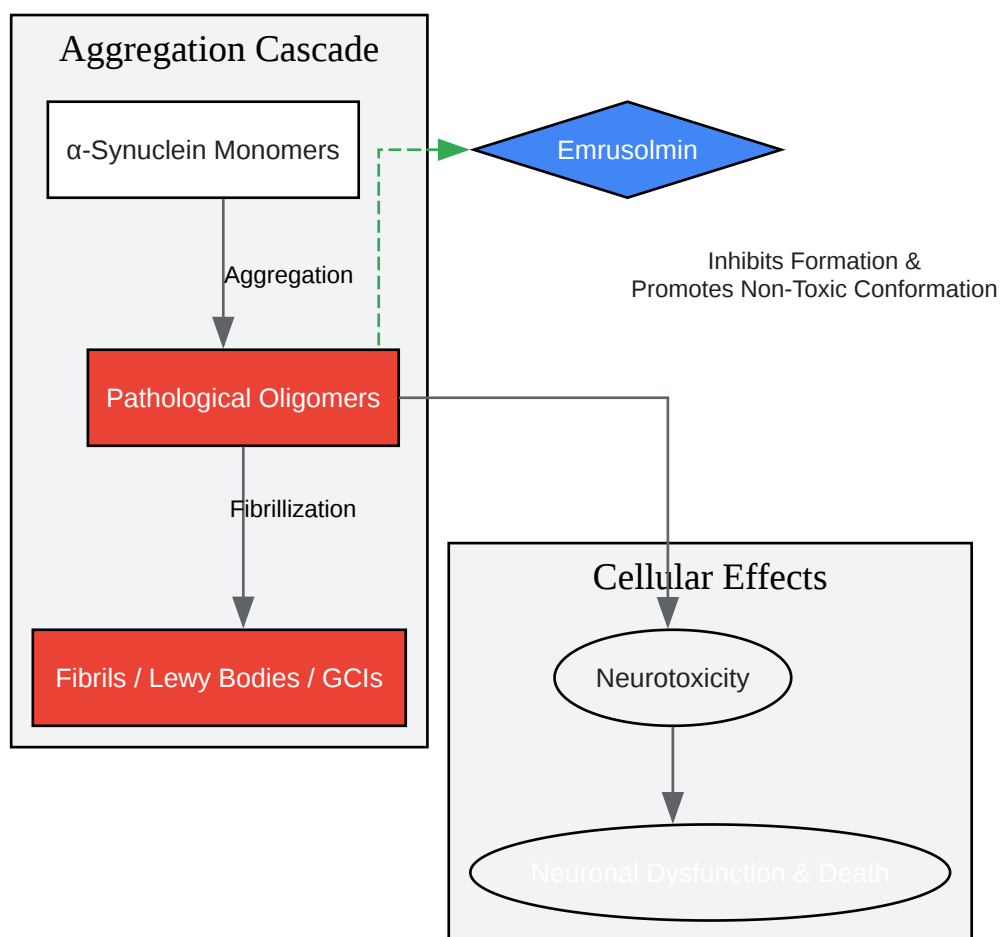 Aggregation Cascade
α-Synuclein Monomers
Emrusolmin
Inhibits Formation &
Promotes Non-Toxic Conformation
Aggregation
Pathological Oligomers
Fibrillization
Fibrils / Lewy Bodies / GCIs
Cellular Effects
Neurotoxicity
Neuronal Dysfunction & Death